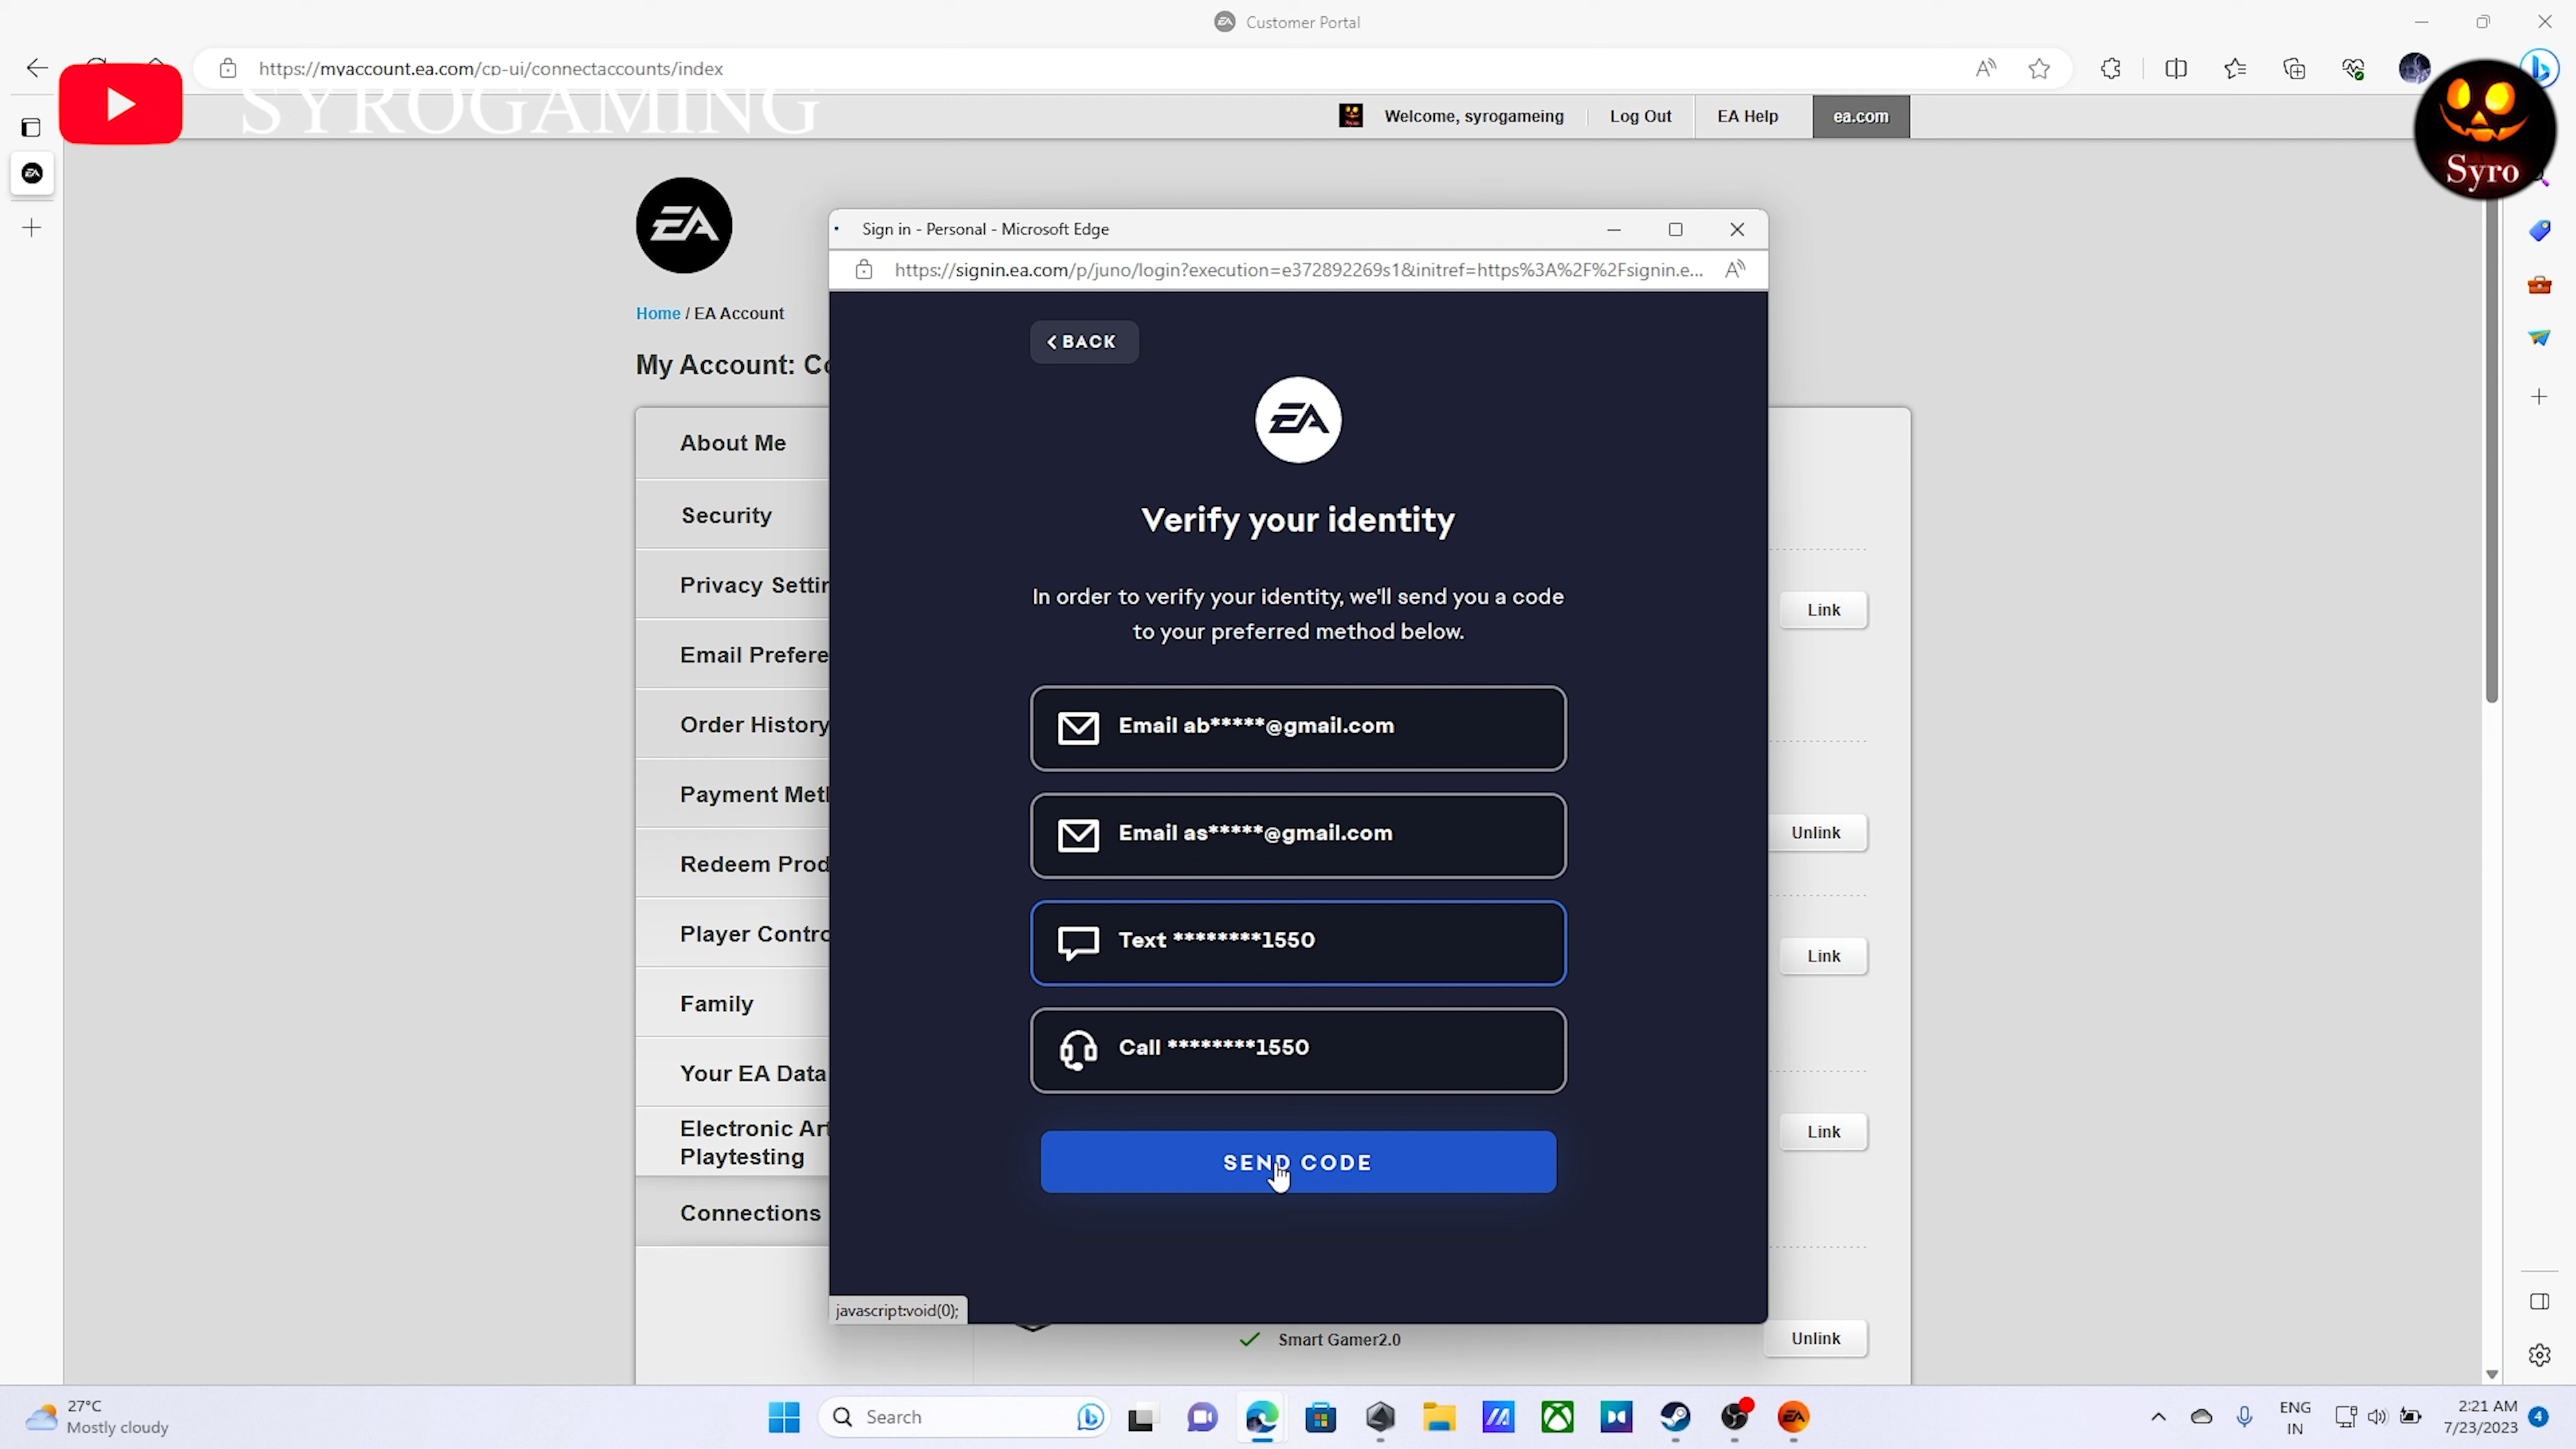 Customer Portal
https://myaccount.ea.com/cp-ui/connectaccounts/index
SYROGAMING
Welcome, syrogameing
Log Out
EA Help
ea.com
Syro
EA
Sign in - Personal - Microsoft Edge
https://signin.ea.com/p/juno/login?execution=e372892269s1&initref=https%3A%2F%2Fsignin.e...
Home / EA Account
My Account: Co
BACK
EA
Verify your identity
In order to verify your identity, we'll send you a code
to your preferred method below.
About Me
Security
Privacy Settin
Email Prefere
Order History
Payment Met
Redeem Prod
Player Contro
Family
Your EA Data
Electronic Art
Playtesting
Connections
Email ab*****@gmail.com
Email as*****@gmail.com
Text ********1550
Call ********1550
SEND CODE
Link
Unlink
Link
Link
Unlink
javascript:void(0);
Smart Gamer2.0
27°C
Mostly cloudy
Search
ENG
IN
2:21 AM
7/23/2023
4